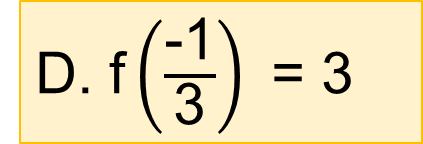 D. f(-1/3) = 3